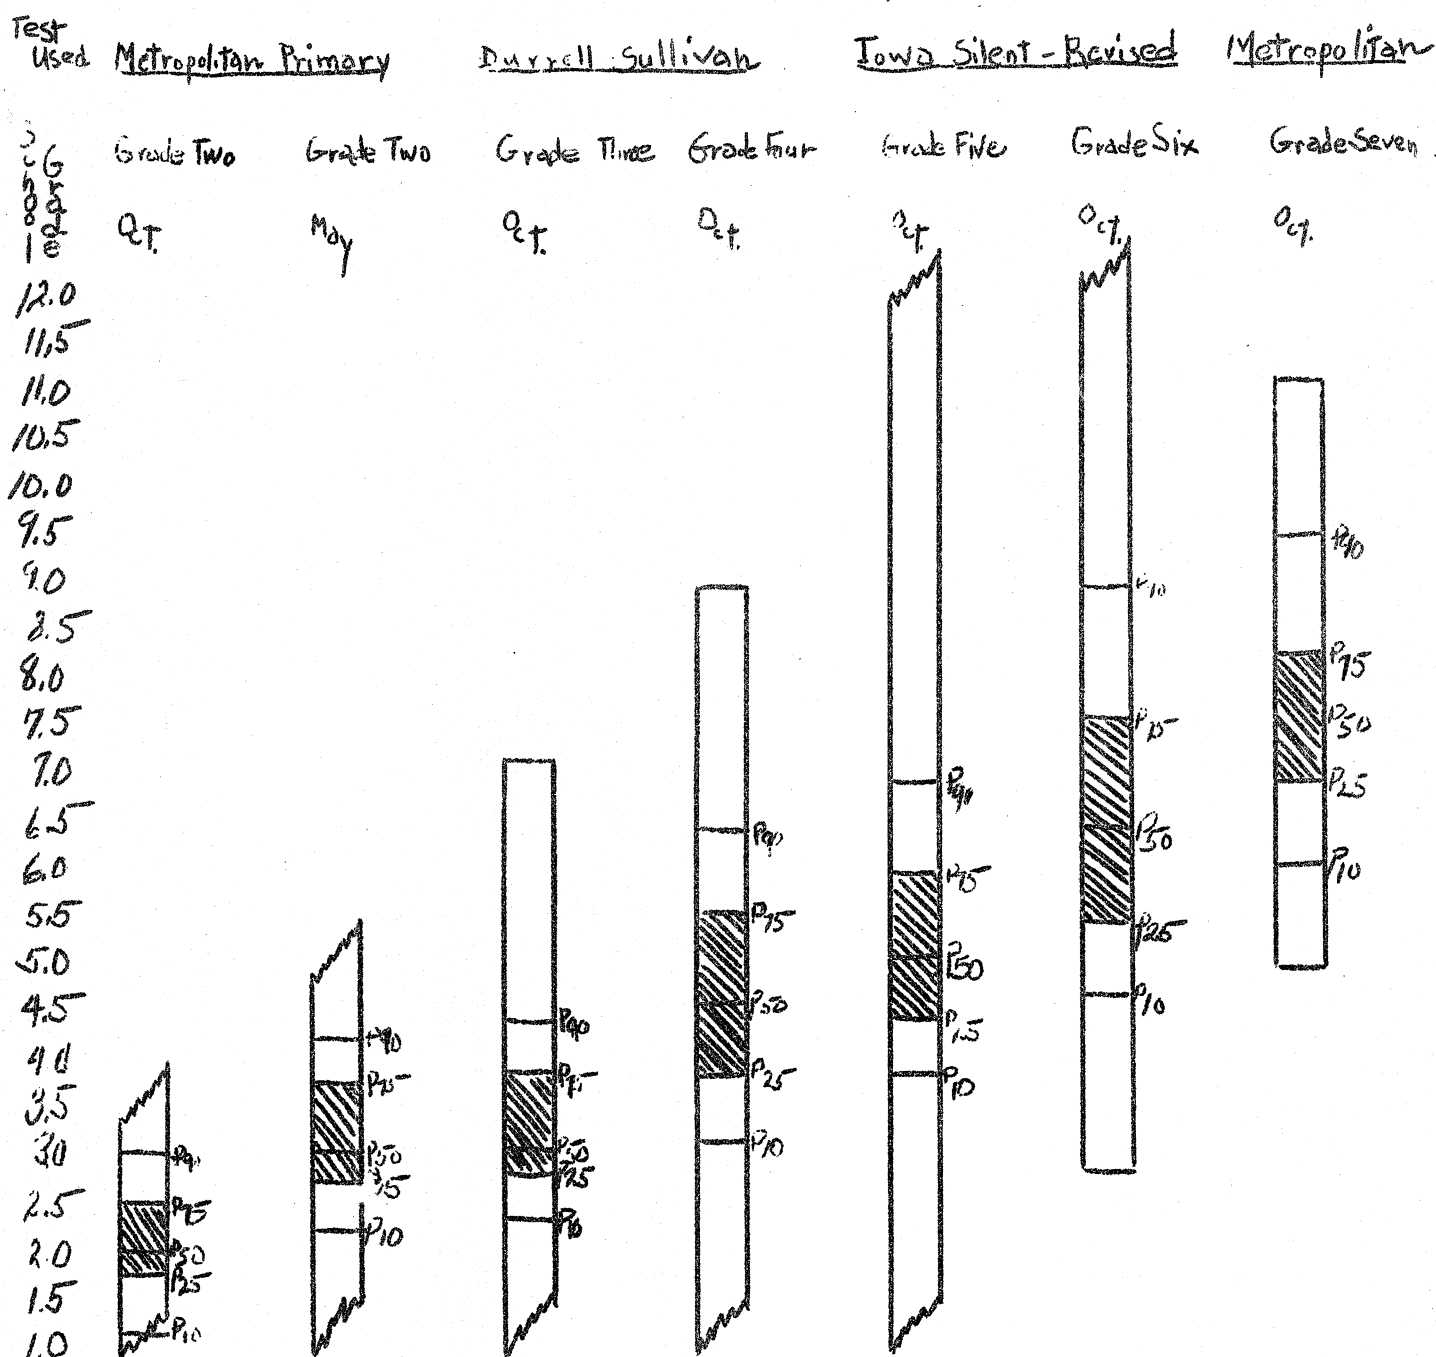 Test Used Metropolitan Primary Durrell Sullivan Iowa Silent - Revised Metropolitan
School Grade
Grade Two Grade Two Grade Three Grade Four Grade Five Grade Six Grade Seven
Oct. May Oct. Oct. Oct. Oct. Oct.
12.0
11.5
11.0
10.5
10.0
9.5
P90
9.0
8.5
8.0
P75
7.5
P50
7.0
P90 P25
6.5
P90 P50
6.0
P75 P10
5.5
P75 P25
5.0
P50
4.5
P90 P90 P50 P10
4.0
P75 P75 P25 P10
3.5
3.0
P90 P50 P50 P10
P25
2.5
P75 P10 P10
2.0
P50
P25
1.5
P10
1.0